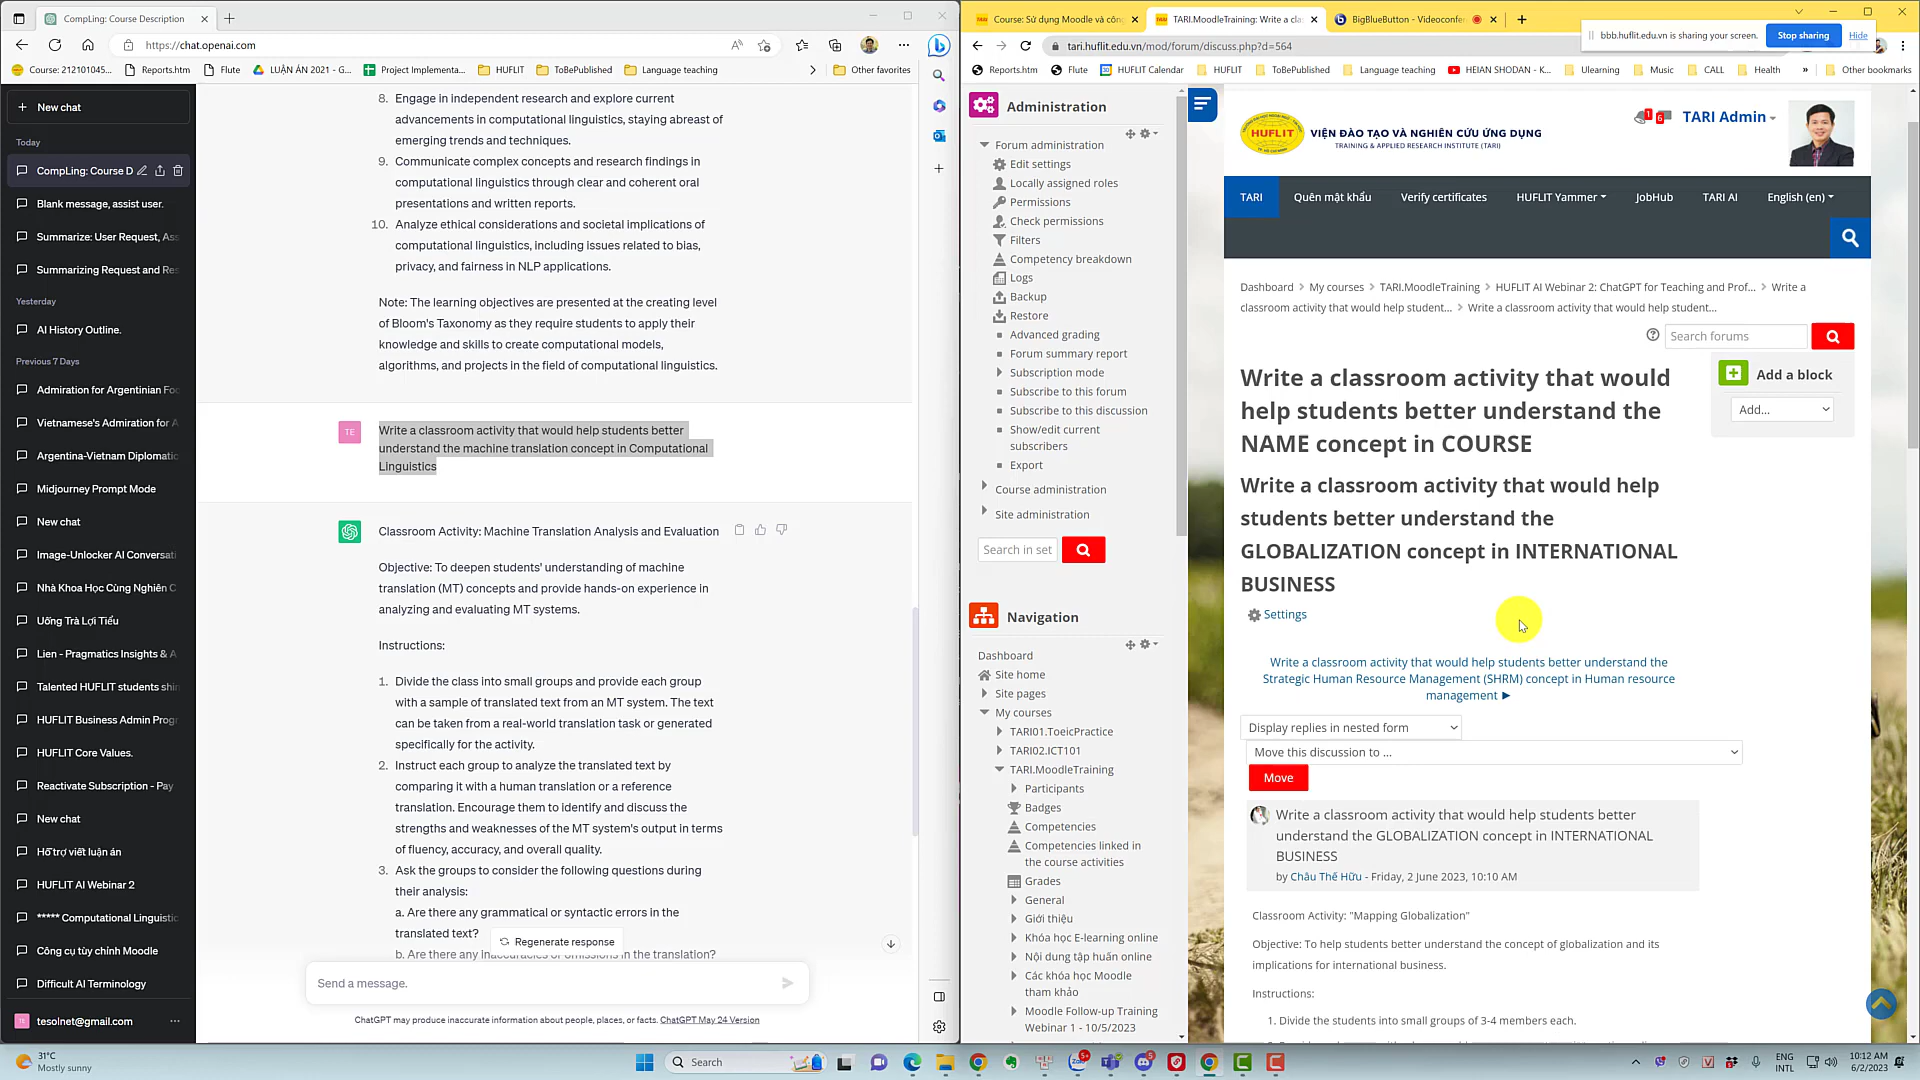 CompLing: Course Description
https://chat.openai.com
Course: 212101045...
Reports.htm
Flute
LUẬN ÁN 2021 - G...
Project Implementa...
HUFLIT
ToBePublished
Language teaching
Other favorites
New chat
Today
CompLing: Course D
Blank message, assist user.
Summarize: User Request, Ass
Summarizing Request and Res
Yesterday
AI History Outline.
Previous 7 Days
Admiration for Argentinian Foo
Vietnamese's Admiration for A
Argentina-Vietnam Diplomatic
Midjourney Prompt Mode
New chat
Image-Unlocker AI Conversati
Nhà Khoa Học Cùng Nghiên C
Uống Trà Lợi Tiểu
Lien - Pragmatics Insights & A
Talented HUFLIT students shin
HUFLIT Business Admin Progr
HUFLIT Core Values.
Reactivate Subscription - Pay
New chat
Hỗ trợ viết luận án
HUFLIT AI Webinar 2
***** Computational Linguistic
Công cụ tùy chỉnh Moodle
Difficult AI Terminology
TE tesolnet@gmail.com ...
8. Engage in independent research and explore current
advancements in computational linguistics, staying abreast of
emerging trends and techniques.
9. Communicate complex concepts and research findings in
computational linguistics through clear and coherent oral
presentations and written reports.
10. Analyze ethical considerations and societal implications of
computational linguistics, including issues related to bias,
privacy, and fairness in NLP applications.
Note: The learning objectives are presented at the creating level
of Bloom's Taxonomy as they require students to apply their
knowledge and skills to create computational models,
algorithms, and projects in the field of computational linguistics.
TE
Write a classroom activity that would help students better
understand the machine translation concept in Computational
Linguistics
Classroom Activity: Machine Translation Analysis and Evaluation
Objective: To deepen students' understanding of machine
translation (MT) concepts and provide hands-on experience in
analyzing and evaluating MT systems.
Instructions:
1. Divide the class into small groups and provide each group
with a sample of translated text from an MT system. The text
can be taken from a real-world translation task or generated
specifically for the activity.
2. Instruct each group to analyze the translated text by
comparing it with a human translation or a reference
translation. Encourage them to identify and discuss the
strengths and weaknesses of the MT system's output in terms
of fluency, accuracy, and overall quality.
3. Ask the groups to consider the following questions during
their analysis:
a. Are there any grammatical or syntactic errors in the
translated text?
Regenerate response
b. Are there any inaccuracies or omissions in the translation?
Send a message.
ChatGPT may produce inaccurate information about people, places, or facts. ChatGPT May 24 Version
Course: Sử dụng Moodle và côn
TARI.MoodleTraining: Write a cla
BigBlueButton - Videoconfe
bbb.huflit.edu.vn is sharing your screen.
Stop sharing
Hide
tari.huflit.edu.vn/mod/forum/discuss.php?d=564
Reports.htm
Flute
HUFLIT Calendar
HUFLIT
ToBePublished
Language teaching
HEIAN SHODAN - K...
Ulearning
Music
CALL
Health
»
Other bookmarks
Administration
Forum administration
Edit settings
Locally assigned roles
Permissions
Check permissions
Filters
Competency breakdown
Logs
Backup
Restore
Advanced grading
Forum summary report
Subscription mode
Subscribe to this forum
Subscribe to this discussion
Show/edit current
subscribers
Export
Course administration
Site administration
Search in set
Navigation
Dashboard
Site home
Site pages
My courses
TARI01.ToeicPractice
TARI02.ICT101
TARI.MoodleTraining
Participants
Badges
Competencies
Competencies linked in
the course activities
Grades
General
Giới thiệu
Khóa học E-learning online
Nội dung tập huấn online
Các khóa học Moodle
tham khảo
Moodle Follow-up Training
Webinar 1 - 10/5/2023
HUFLIT
VIỆN ĐÀO TẠO VÀ NGHIÊN CỨU ỨNG DỤNG
TRAINING & APPLIED RESEARCH INSTITUTE (TARI)
1 6 TARI Admin
TARI
Quên mật khẩu
Verify certificates
HUFLIT Yammer
JobHub
TARI AI
English (en)
Dashboard > My courses > TARI.MoodleTraining > HUFLIT AI Webinar 2: ChatGPT for Teaching and Prof... > Write a
classroom activity that would help student... > Write a classroom activity that would help student...
Search forums
Add a block
Add...
Write a classroom activity that would
help students better understand the
NAME concept in COURSE
Write a classroom activity that would help
students better understand the
GLOBALIZATION concept in INTERNATIONAL
BUSINESS
Settings
Write a classroom activity that would help students better understand the
Strategic Human Resource Management (SHRM) concept in Human resource
management ▶
Display replies in nested form
Move this discussion to ...
Move
Write a classroom activity that would help students better
understand the GLOBALIZATION concept in INTERNATIONAL
BUSINESS
by Châu Thế Hữu - Friday, 2 June 2023, 10:10 AM
Classroom Activity: "Mapping Globalization"
Objective: To help students better understand the concept of globalization and its
implications for international business.
Instructions:
1. Divide the students into small groups of 3-4 members each.
31°C
Mostly sunny
Search
5+
5
ENG
INTL
10:12 AM
6/2/2023